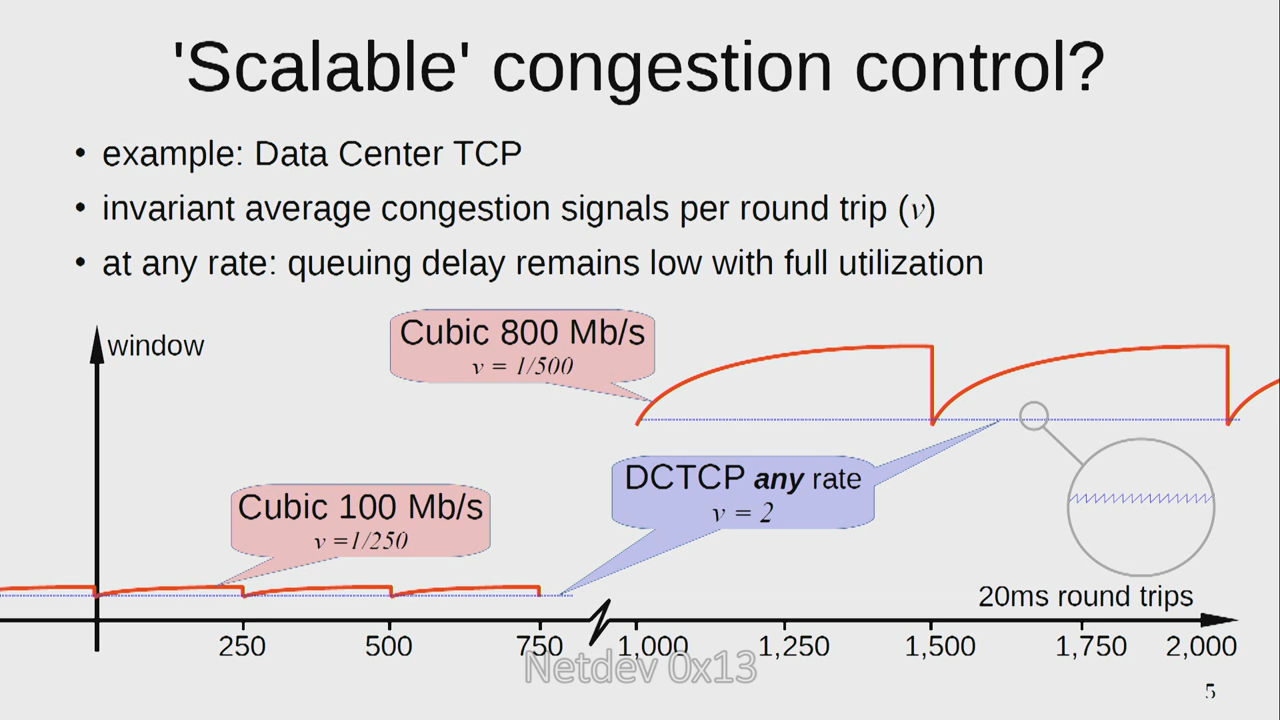 'Scalable' congestion control?
• example: Data Center TCP
• invariant average congestion signals per round trip (v)
• at any rate: queuing delay remains low with full utilization
window
Cubic 800 Mb/s
v = 1/500
DCTCP any rate
v = 2
Cubic 100 Mb/s
v =1/250
20ms round trips
250 500 750 1,000 1,250 1,500 1,750 2,000
Netdev 0x13
5